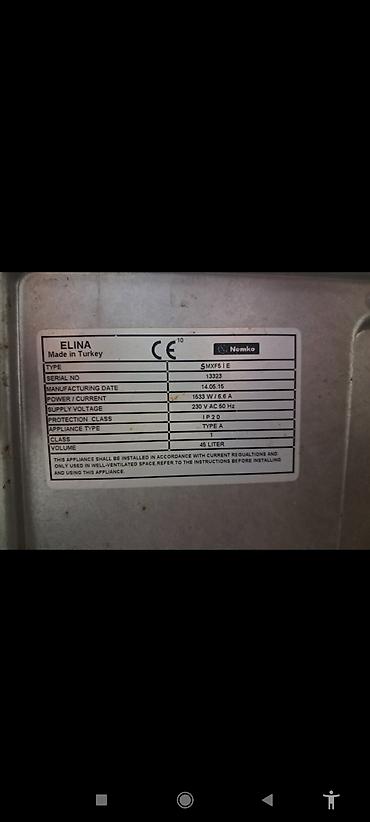 ELINA
Made in Turkey
CE 10
Nemko
TYPE SMXF5 I E
SERIAL NO 13323
MANUFACTURING DATE 14.05.15
POWER / CURRENT 1533 W / 6.6 A
SUPPLY VOLTAGE 230 V AC 50 Hz
PROTECTION CLASS I P 2 0
APPLIANCE TYPE TYPE A
CLASS 1
VOLUME 45 LITER
THIS APPLIANCE SHALL BE INSTALLED IN ACCORDANCE WITH CURRENT REGUALTIONS AND
ONLY USED IN WELL-VENTILATED SPACE.REFER TO THE INSTRUCTIONS BEFORE INSTALLING
AND USING THIS APPLIANCE.